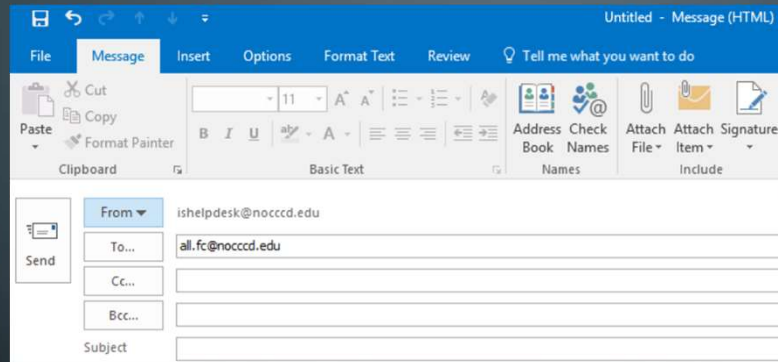 Untitled - Message (HTML)
File Message Insert Options Format Text Review Tell me what you want to do
Cut
Copy
Paste
Format Painter
Clipboard
11
A A
B I U ab A
Basic Text
Address Book
Check Names
Names
Attach File
Attach Item
Signature
Include
Send
From ishelpdesk@nocccd.edu
To... all.fc@nocccd.edu
Cc...
Bcc...
Subject